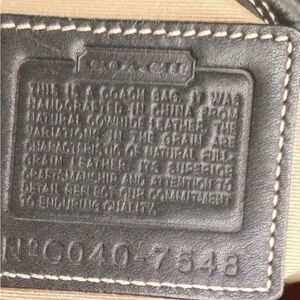 COACH
THIS IS A COACH BAG. IT WAS
HANDCRAFTED IN CHINA FROM
NATURAL COWHIDE LEATHER. THE
VARIATIONS IN THE GRAIN ARE
CHARACTERISTIC OF NATURAL FULL
GRAIN LEATHER. ITS SUPERIOR
CRAFTSMANSHIP AND ATTENTION TO
DETAIL REFLECT OUR COMMITMENT
TO ENDURING QUALITY.
NºC040-7548